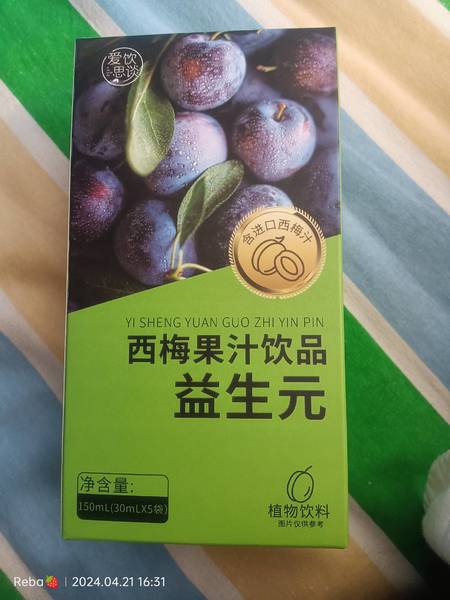 爱饮
思谈
含进口西梅汁
YI SHENG YUAN GUO ZHI YIN PIN
西梅果汁饮品
益生元
净含量:
150mL(30mLX5袋)
植物饮料
图片仅供参考
Reba🍓 | 2024.04.21 16:31